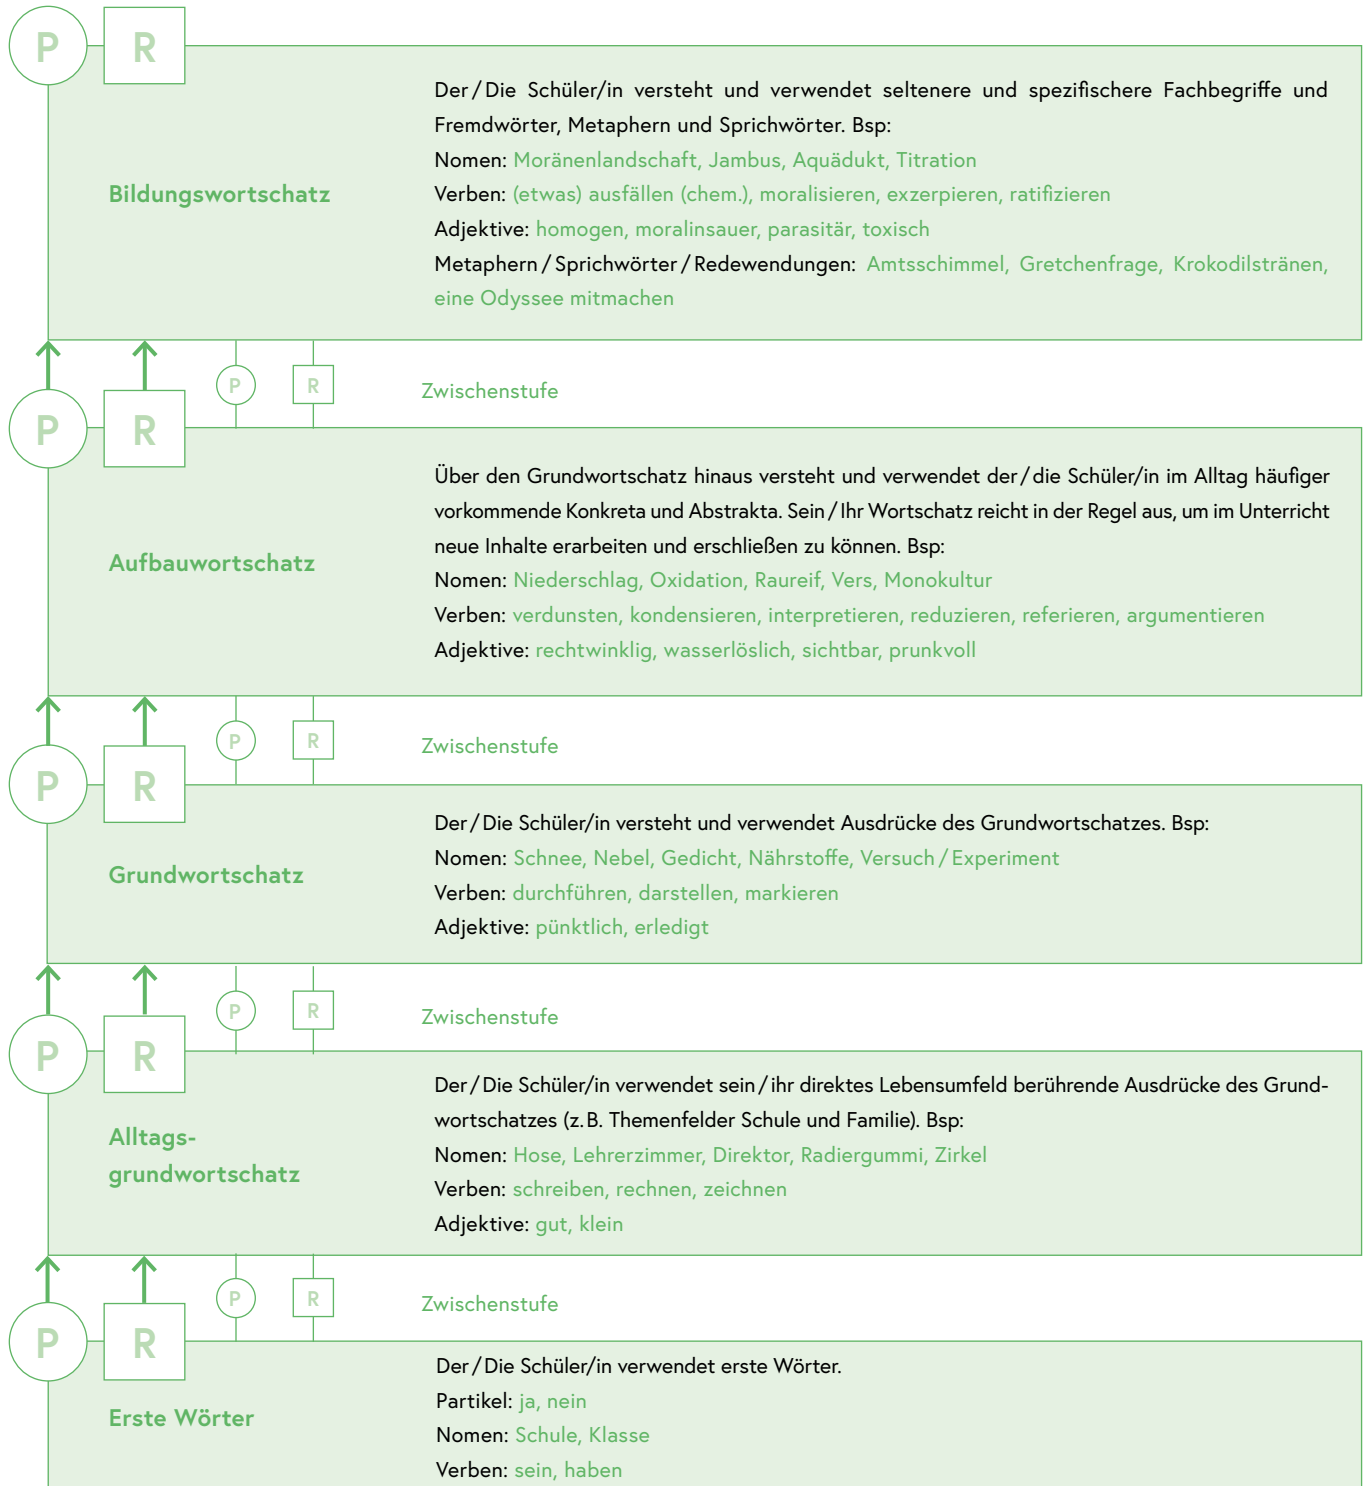 P R
Der/Die Schüler/in versteht und verwendet seltenere und spezifischere Fachbegriffe und
Fremdwörter, Metaphern und Sprichwörter. Bsp:
Nomen: Moränenlandschaft, Jambus, Aquädukt, Titration
Bildungswortschatz
Verben: (etwas) ausfällen (chem.), moralisieren, exzerpieren, ratifizieren
Adjektive: homogen, moralinsauer, parasitär, toxisch
Metaphern/Sprichwörter/Redewendungen: Amtsschimmel, Gretchenfrage, Krokodilstränen,
eine Odyssee mitmachen
P R Zwischenstufe
P R
Über den Grundwortschatz hinaus versteht und verwendet der/die Schüler/in im Alltag häufiger
vorkommende Konkreta und Abstrakta. Sein/Ihr Wortschatz reicht in der Regel aus, um im Unterricht
neue Inhalte erarbeiten und erschließen zu können. Bsp:
Aufbauwortschatz
Nomen: Niederschlag, Oxidation, Raureif, Vers, Monokultur
Verben: verdunsten, kondensieren, interpretieren, reduzieren, referieren, argumentieren
Adjektive: rechtwinklig, wasserlöslich, sichtbar, prunkvoll
P R Zwischenstufe
P R
Der/Die Schüler/in versteht und verwendet Ausdrücke des Grundwortschatzes. Bsp:
Nomen: Schnee, Nebel, Gedicht, Nährstoffe, Versuch/Experiment
Grundwortschatz
Verben: durchführen, darstellen, markieren
Adjektive: pünktlich, erledigt
P R Zwischenstufe
P R
Der/Die Schüler/in verwendet sein/ihr direktes Lebensumfeld berührende Ausdrücke des Grund-
wortschatzes (z.B. Themenfelder Schule und Familie). Bsp:
Alltags-
grundwortschatz
Nomen: Hose, Lehrerzimmer, Direktor, Radiergummi, Zirkel
Verben: schreiben, rechnen, zeichnen
Adjektive: gut, klein
P R Zwischenstufe
P R
Der/Die Schüler/in verwendet erste Wörter.
Partikel: ja, nein
Erste Wörter
Nomen: Schule, Klasse
Verben: sein, haben